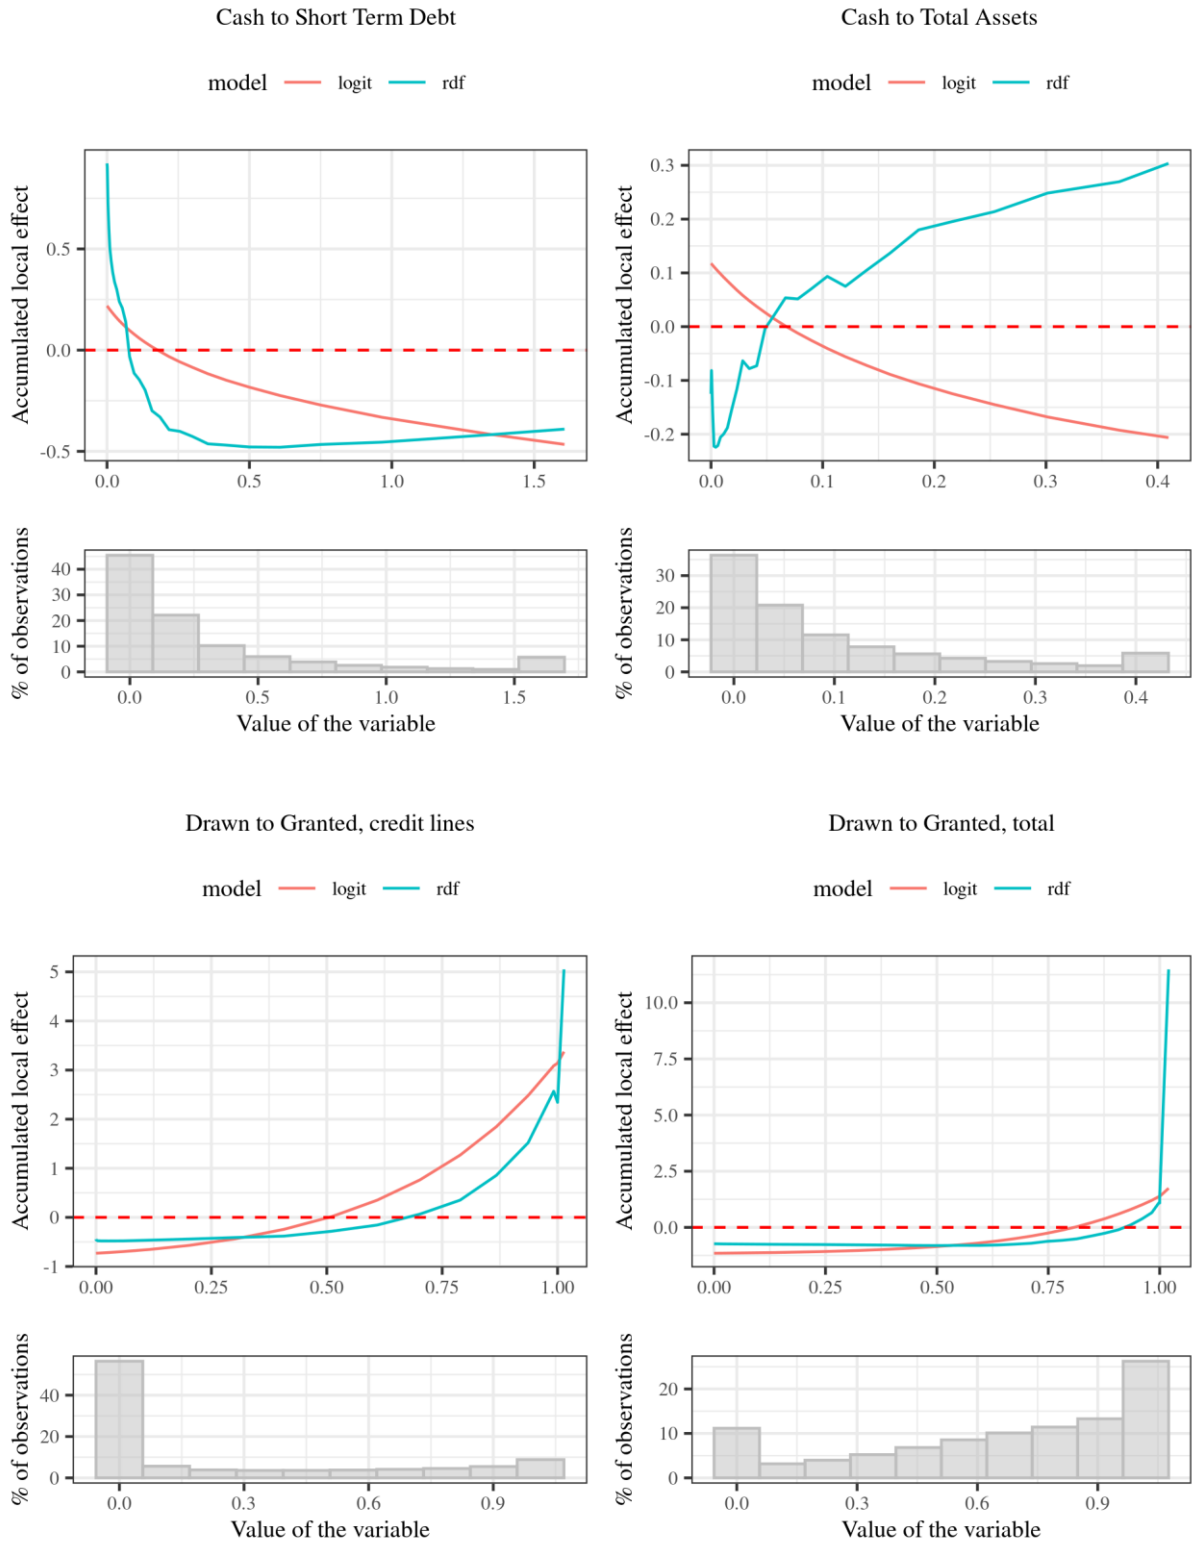 Cash to Short Term Debt
model logit rdf
Accumulated local effect
0.5
0.0
-0.5
0.0 0.5 1.0 1.5
% of observations
40
30
20
10
0
0.0 0.5 1.0 1.5
Value of the variable
Cash to Total Assets
model logit rdf
Accumulated local effect
0.3
0.2
0.1
0.0
-0.1
-0.2
0.0 0.1 0.2 0.3 0.4
% of observations
30
20
10
0
0.0 0.1 0.2 0.3 0.4
Value of the variable
Drawn to Granted, credit lines
model logit rdf
Accumulated local effect
5
4
3
2
1
0
-1
0.00 0.25 0.50 0.75 1.00
% of observations
40
20
0
0.0 0.3 0.6 0.9
Value of the variable
Drawn to Granted, total
model logit rdf
Accumulated local effect
10.0
7.5
5.0
2.5
0.0
0.00 0.25 0.50 0.75 1.00
% of observations
20
10
0
0.0 0.3 0.6 0.9
Value of the variable